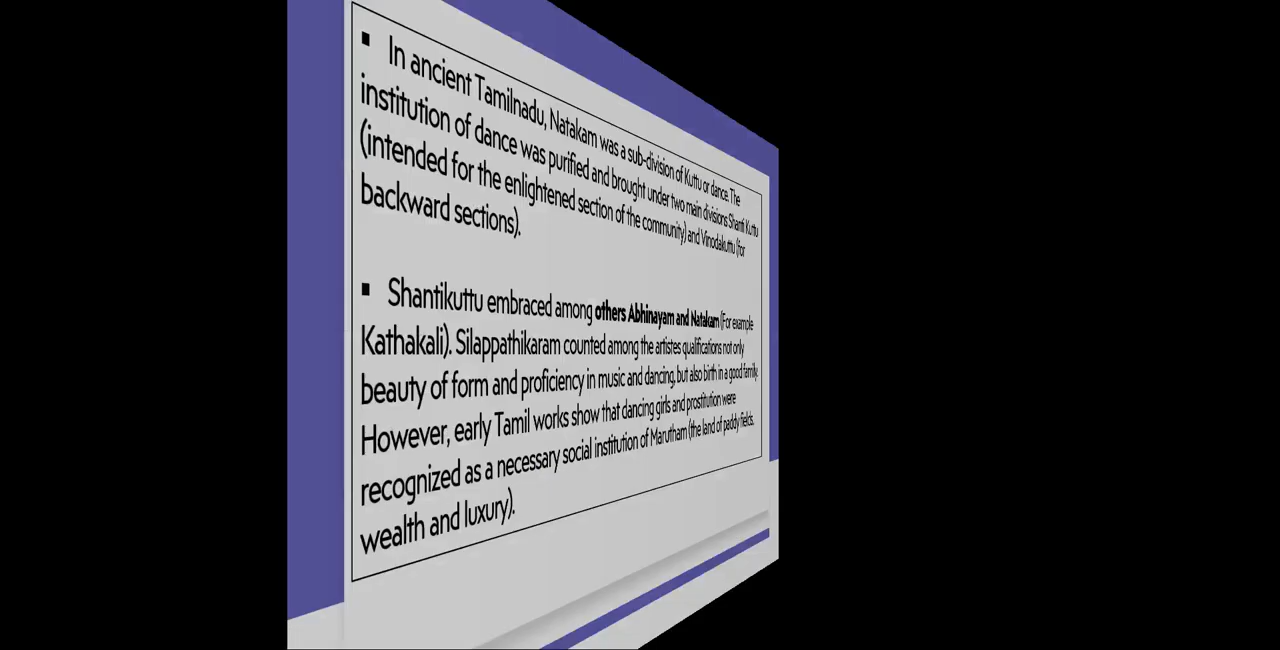 ▪ In ancient Tamilnadu, Natakam was a sub-division of Kuttu or dance. The
institution of dance was purified and brought under two main divisions Shanti Kuttu
(intended for the enlightened section of the community) and Vinodakuttu (for
backward sections).
▪ Shantikuttu embraced among others Abhinayam and Natakam (For example
Kathakali). Silappathikaram counted among the artistes qualifications not only
beauty of form and proficiency in music and dancing, but also birth in a good family.
However, early Tamil works show that dancing girls and prostitution were
recognized as a necessary social institution of Marutham (the land of paddy fields,
wealth and luxury).